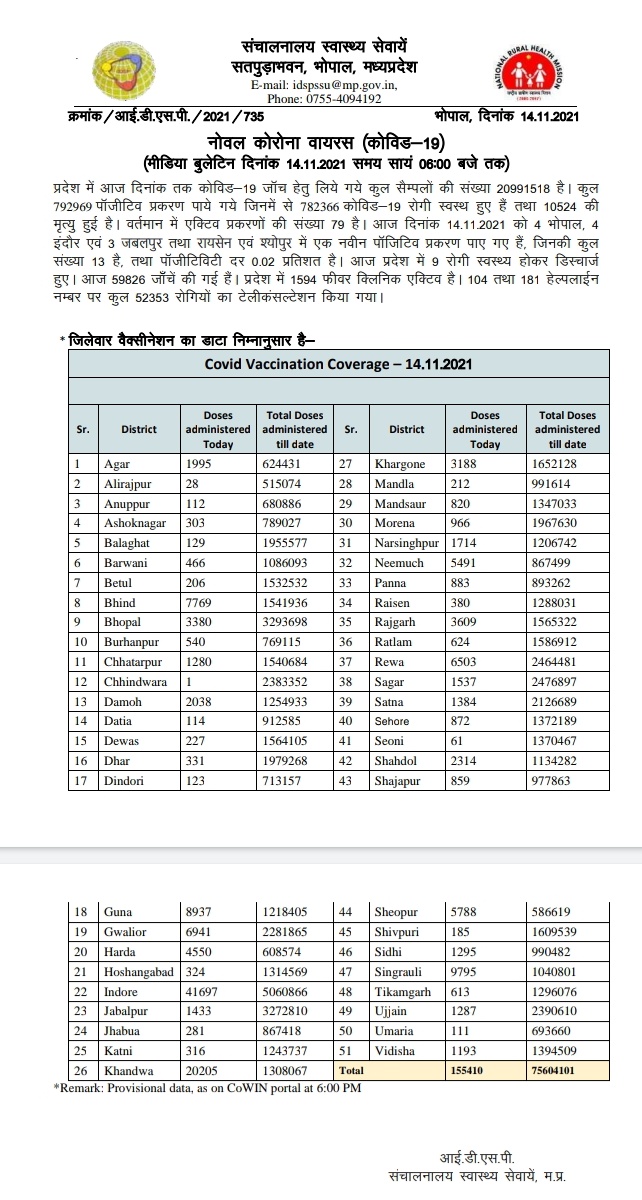 संचालनालय स्वास्थ्य सेवायें
सतपुड़ाभवन, भोपाल, मध्यप्रदेश
E-mail: idspssu@mp.gov.in,
Phone: 0755-4094192
NATIONAL RURAL HEALTH MISSION
क्रमांक/आई.डी.एस.पी./2021/735 भोपाल, दिनांक 14.11.2021
नोवल कोरोना वायरस (कोविड–19)
(मीडिया बुलेटिन दिनांक 14.11.2021 समय सायं 06:00 बजे तक)
प्रदेश में आज दिनांक तक कोविड–19 जॉच हेतु लिये गये कुल सैम्पलों की संख्या 20991518 है। कुल
792969 पॉजीटिव प्रकरण पाये गये जिनमें से 782366 कोविड–19 रोगी स्वस्थ हुए हैं तथा 10524 की
मृत्यु हुई है। वर्तमान में एक्टिव प्रकरणों की संख्या 79 है। आज दिनांक 14.11.2021 को 4 भोपाल, 4
इंदौर एवं 3 जबलपुर तथा रायसेन एवं श्योपुर में एक नवीन पॉजिटिव प्रकरण पाए गए हैं, जिनकी कुल
संख्या 13 है, तथा पॉजीटिविटी दर 0.02 प्रतिशत है। आज प्रदेश में 9 रोगी स्वस्थ्य होकर डिस्चार्ज
हुए। आज 59826 जाँचें की गई हैं। प्रदेश में 1594 फीवर क्लिनिक एक्टिव है। 104 तथा 181 हेल्पलाईन
नम्बर पर कुल 52353 रोगियों का टेलीकंसल्टेशन किया गया।
* जिलेवार वैक्सीनेशन का डाटा निम्नानुसार है–
Covid Vaccination Coverage – 14.11.2021
Sr. District Doses administered Today Total Doses administered till date Sr. District Doses administered Today Total Doses administered till date
1 Agar 1995 624431 27 Khargone 3188 1652128
2 Alirajpur 28 515074 28 Mandla 212 991614
3 Anuppur 112 680886 29 Mandsaur 820 1347033
4 Ashoknagar 303 789027 30 Morena 966 1967630
5 Balaghat 129 1955577 31 Narsinghpur 1714 1206742
6 Barwani 466 1086093 32 Neemuch 5491 867499
7 Betul 206 1532532 33 Panna 883 893262
8 Bhind 7769 1541936 34 Raisen 380 1288031
9 Bhopal 3380 3293698 35 Rajgarh 3609 1565322
10 Burhanpur 540 769115 36 Ratlam 624 1586912
11 Chhatarpur 1280 1540684 37 Rewa 6503 2464481
12 Chhindwara 1 2383352 38 Sagar 1537 2476897
13 Damoh 2038 1254933 39 Satna 1384 2126689
14 Datia 114 912585 40 Sehore 872 1372189
15 Dewas 227 1564105 41 Seoni 61 1370467
16 Dhar 331 1979268 42 Shahdol 2314 1134282
17 Dindori 123 713157 43 Shajapur 859 977863
18 Guna 8937 1218405 44 Sheopur 5788 586619
19 Gwalior 6941 2281865 45 Shivpuri 185 1609539
20 Harda 4550 608574 46 Sidhi 1295 990482
21 Hoshangabad 324 1314569 47 Singrauli 9795 1040801
22 Indore 41697 5060866 48 Tikamgarh 613 1296076
23 Jabalpur 1433 3272810 49 Ujjain 1287 2390610
24 Jhabua 281 867418 50 Umaria 111 693660
25 Katni 316 1243737 51 Vidisha 1193 1394509
26 Khandwa 20205 1308067 Total 155410 75604101
*Remark: Provisional data, as on CoWIN portal at 6:00 PM
आई.डी.एस.पी.
संचालनालय स्वास्थ्य सेवायें, म.प्र.